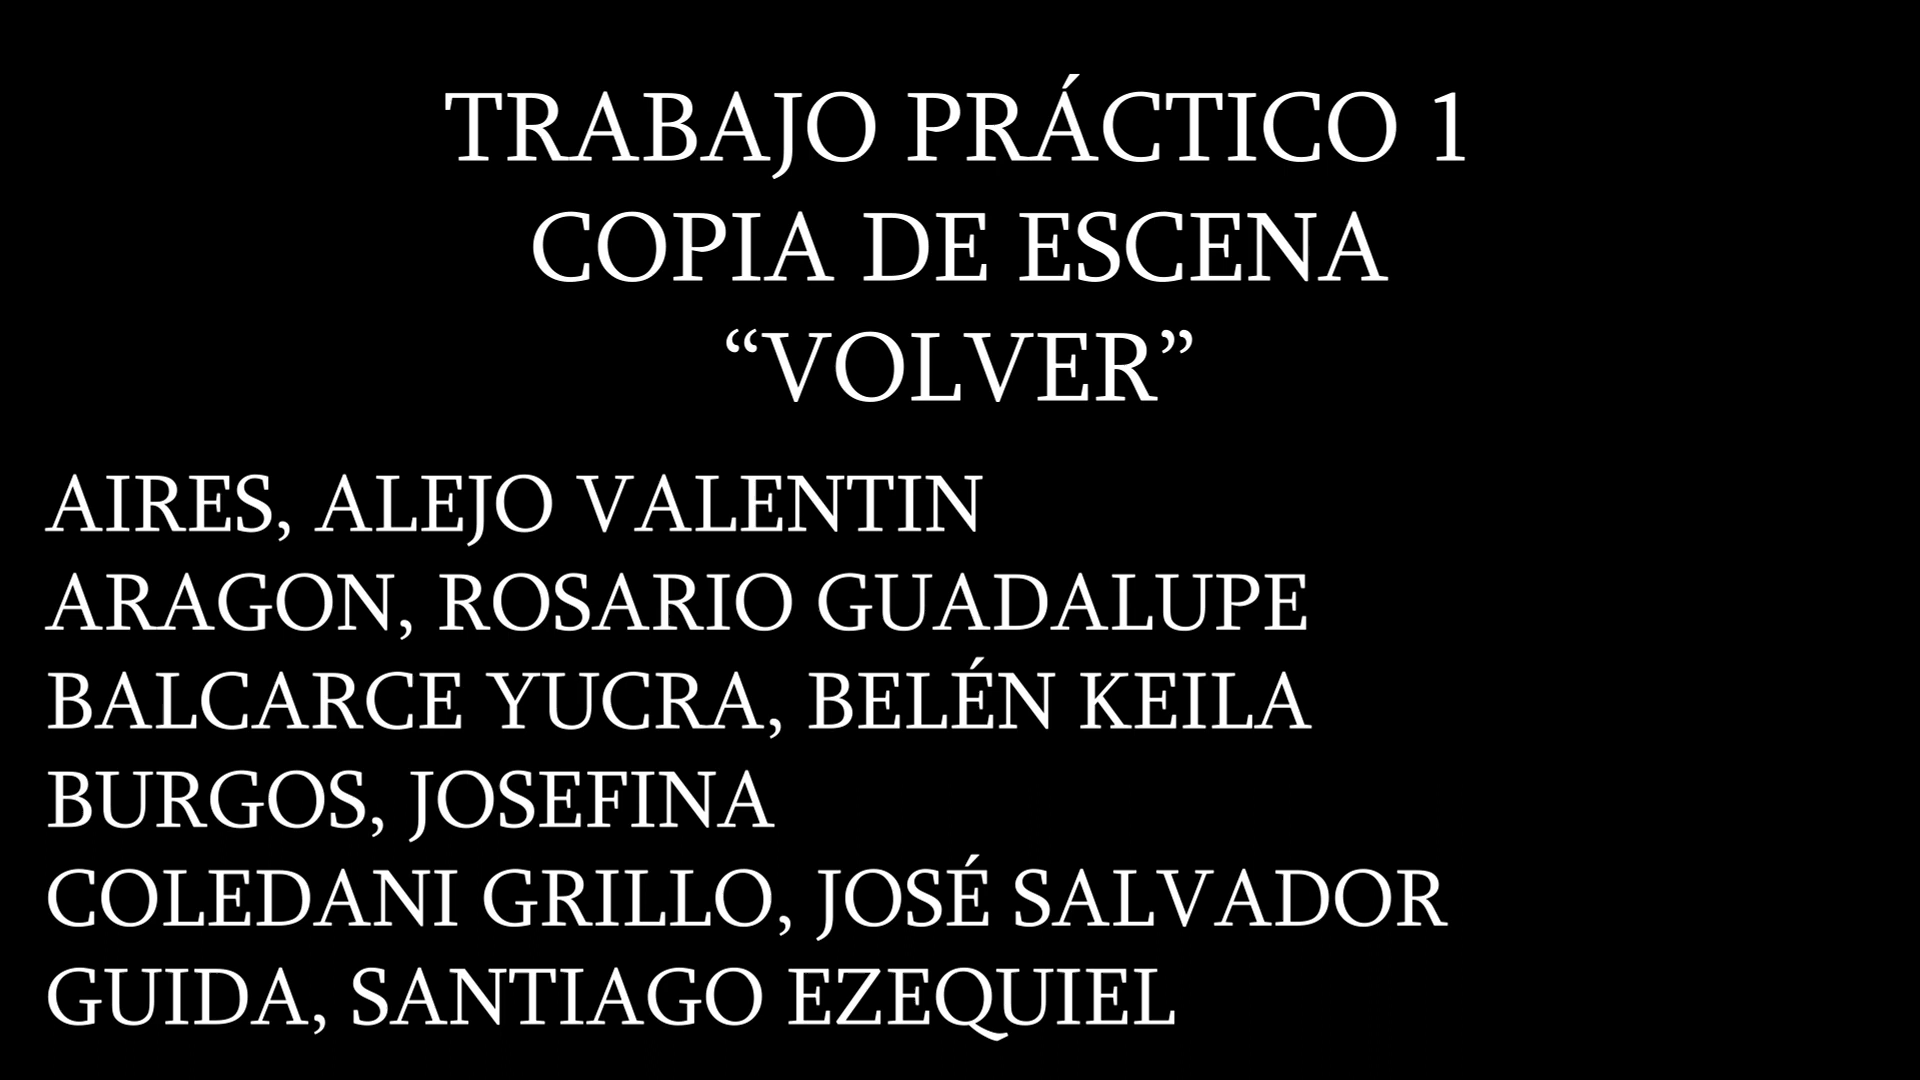 TRABAJO PRÁCTICO 1
COPIA DE ESCENA
“VOLVER”
AIRES, ALEJO VALENTIN
ARAGON, ROSARIO GUADALUPE
BALCARCE YUCRA, BELÉN KEILA
BURGOS, JOSEFINA
COLEDANI GRILLO, JOSÉ SALVADOR
GUIDA, SANTIAGO EZEQUIEL